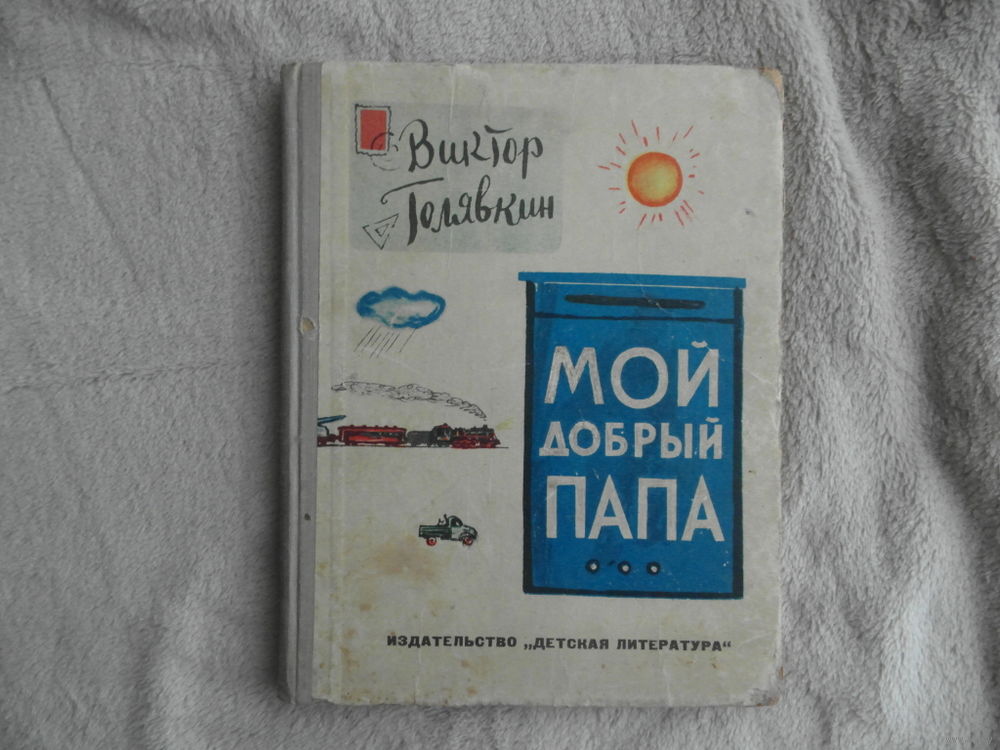 Виктор
Голявкин
МОЙ
ДОБРЫЙ
ПАПА
ИЗДАТЕЛЬСТВО „ДЕТСКАЯ ЛИТЕРАТУРА“